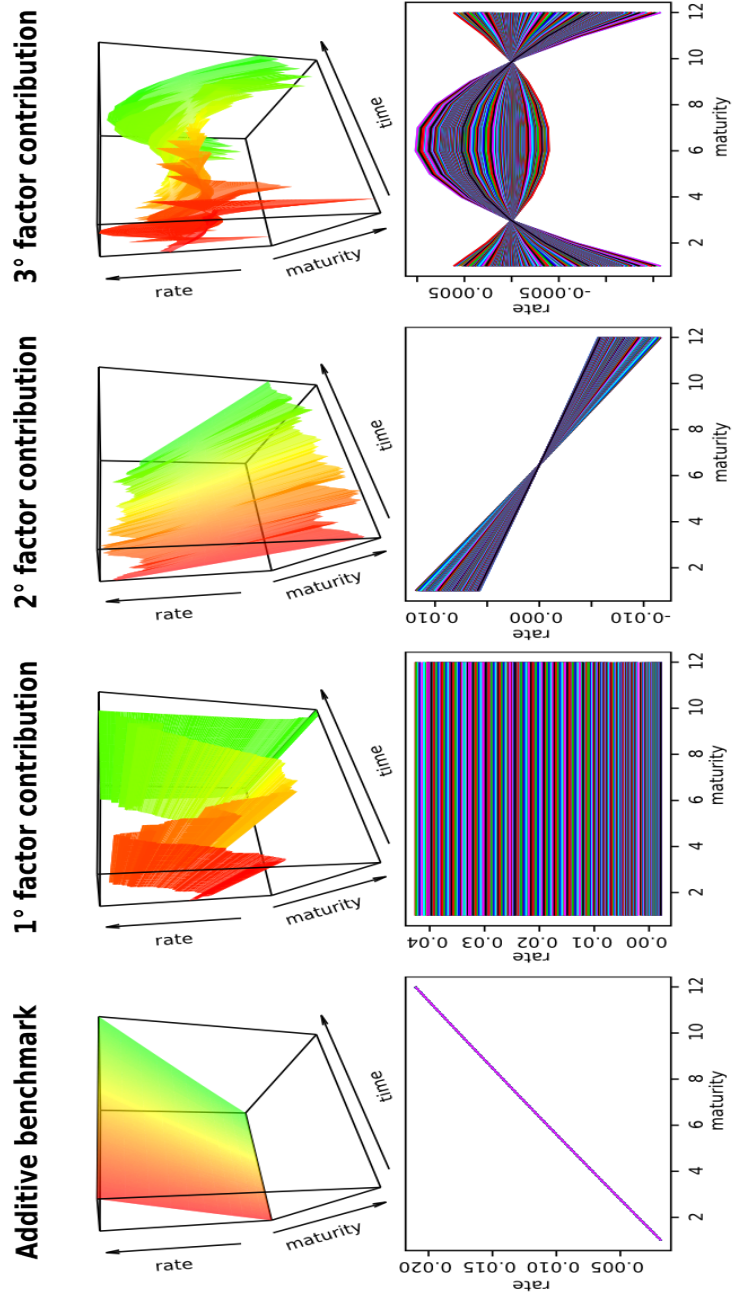 Additive benchmark
rate
maturity
time
rate
0.005
0.010
0.015
0.020
2
4
6
8
10
12
maturity
1° factor contribution
rate
maturity
time
rate
0.00
0.01
0.02
0.03
0.04
2
4
6
8
10
12
maturity
2° factor contribution
rate
maturity
time
rate
-0.010
0.000
0.010
2
4
6
8
10
12
maturity
3° factor contribution
rate
maturity
time
rate
-0.0005
0.0005
2
4
6
8
10
12
maturity